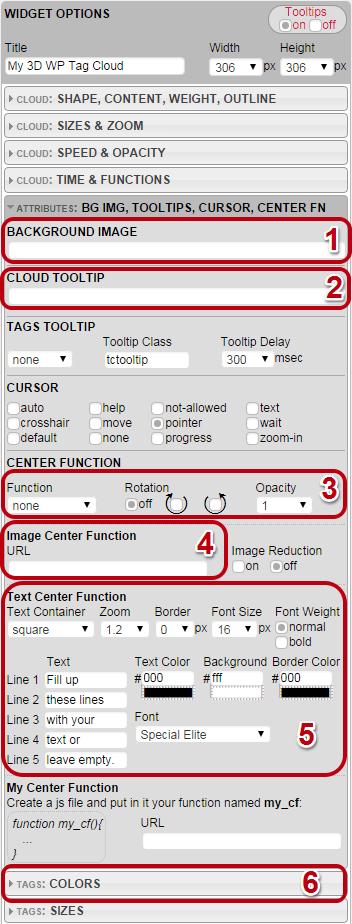 WIDGET OPTIONS
Tooltips
on off
Title Width Height
My 3D WP Tag Cloud 306 px 306 px
CLOUD: SHAPE, CONTENT, WEIGHT, OUTLINE
CLOUD: SIZES & ZOOM
CLOUD: SPEED & OPACITY
CLOUD: TIME & FUNCTIONS
ATTRIBUTES: BG IMG, TOOLTIPS, CURSOR, CENTER FN
BACKGROUND IMAGE 1
CLOUD TOOLTIP 2
TAGS TOOLTIP
Tooltip Class Tooltip Delay
none tctooltip 300 msec
CURSOR
auto help not-allowed text
crosshair move pointer wait
default none progress zoom-in
CENTER FUNCTION
Function Rotation Opacity 3
none off 1
Image Center Function 4
URL Image Reduction
on off
Text Center Function
Text Container Zoom Border Font Size Font Weight
square 1.2 0 px 16 px normal
bold
Text Text Color Background Border Color
Line 1 Fill up #000 #fff #000
Line 2 these lines
Line 3 with your Font
Line 4 text or Special Elite 5
Line 5 leave empty.
My Center Function
Create a js file and put in it your function named my_cf:
function my_cf(){ URL
...
}
TAGS: COLORS 6
TAGS: SIZES